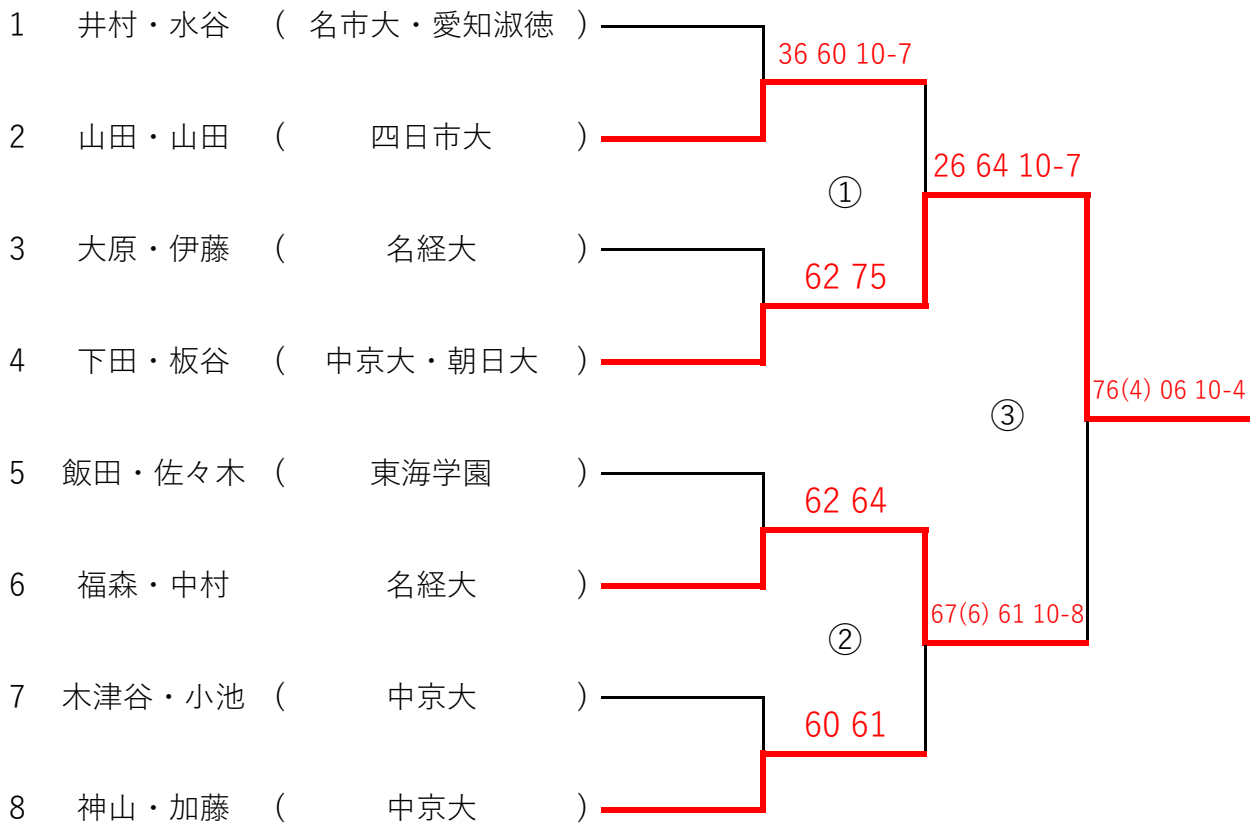 1 井村・水谷 ( 名市大・愛知淑徳 )
36 60 10-7
2 山田・山田 ( 四日市大 )
26 64 10-7
①
3 大原・伊藤 ( 名経大 )
62 75
4 下田・板谷 ( 中京大・朝日大 )
76(4) 06 10-4
③
5 飯田・佐々木 ( 東海学園 )
62 64
6 福森・中村 名経大 )
67(6) 61 10-8
②
7 木津谷・小池 ( 中京大 )
60 61
8 神山・加藤 ( 中京大 )